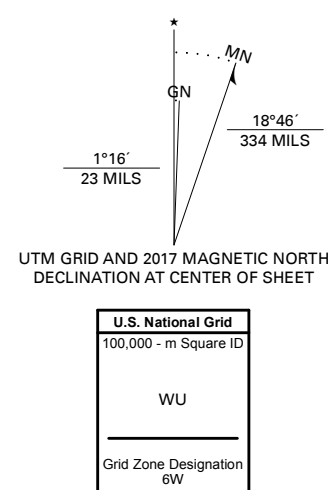 ★
MN
GN
18°46´
334 MILS
1°16´
23 MILS
UTM GRID AND 2017 MAGNETIC NORTH
DECLINATION AT CENTER OF SHEET
U.S. National Grid
100,000 - m Square ID
WU
Grid Zone Designation
6W